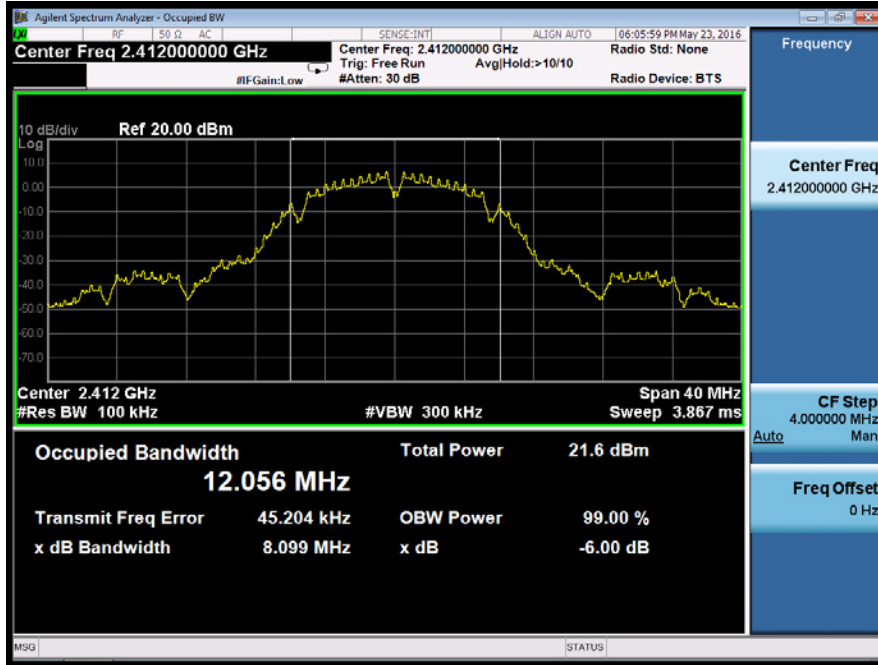 Agilent Spectrum Analyzer - Occupied BW
RF 50 Ω AC SENSE:INT ALIGN AUTO 06:05:59 PM May 23, 2016
Center Freq 2.412000000 GHz
Center Freq: 2.412000000 GHz
Radio Std: None
Trig: Free Run Avg|Hold:>10/10
#IFGain:Low #Atten: 30 dB Radio Device: BTS
10 dB/div Ref 20.00 dBm
Log
10.0
0.00
-10.0
-20.0
-30.0
-40.0
-50.0
-60.0
-70.0
Center 2.412 GHz Span 40 MHz
#Res BW 100 kHz #VBW 300 kHz Sweep 3.867 ms
Occupied Bandwidth Total Power 21.6 dBm
12.056 MHz
Transmit Freq Error 45.204 kHz OBW Power 99.00 %
x dB Bandwidth 8.099 MHz x dB -6.00 dB
MSG STATUS
Frequency
Center Freq
2.412000000 GHz
CF Step
4.000000 MHz
Auto Man
Freq Offset
0 Hz